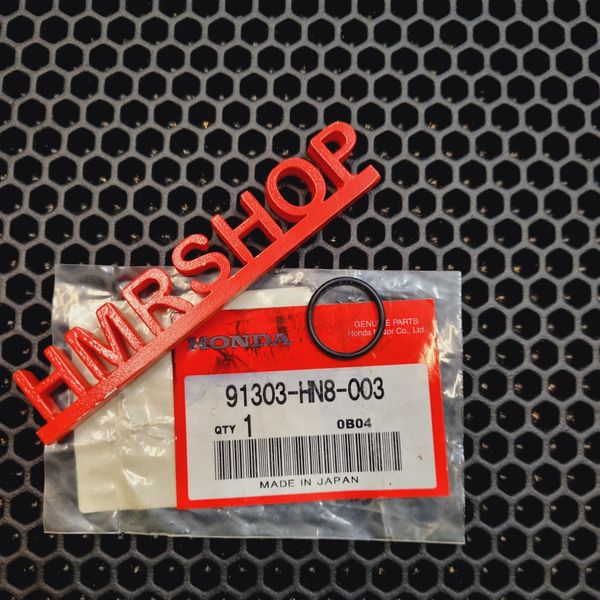 HMRSHOP
HONDA
GENUINE PARTS
Honda Motor Co., Ltd.
91303-HN8-003
QTY 1 0B04
MADE IN JAPAN